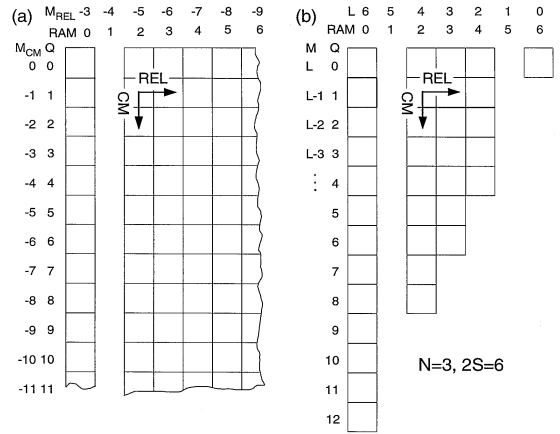 (a) M_REL -3 -4 -5 -6 -7 -8 -9
RAM 0 1 2 3 4 5 6
M_CM Q
0 0
-1 1
-2 2
-3 3
-4 4
-5 5
-6 6
-7 7
-8 8
-9 9
-10 10
-11 11
REL
CM
(b) L 6 5 4 3 2 1 0
RAM 0 1 2 3 4 5 6
M Q
L 0
L-1 1
L-2 2
L-3 3
⋮ 4
5
6
7
8
9
10
11
12
REL
CM
N=3, 2S=6